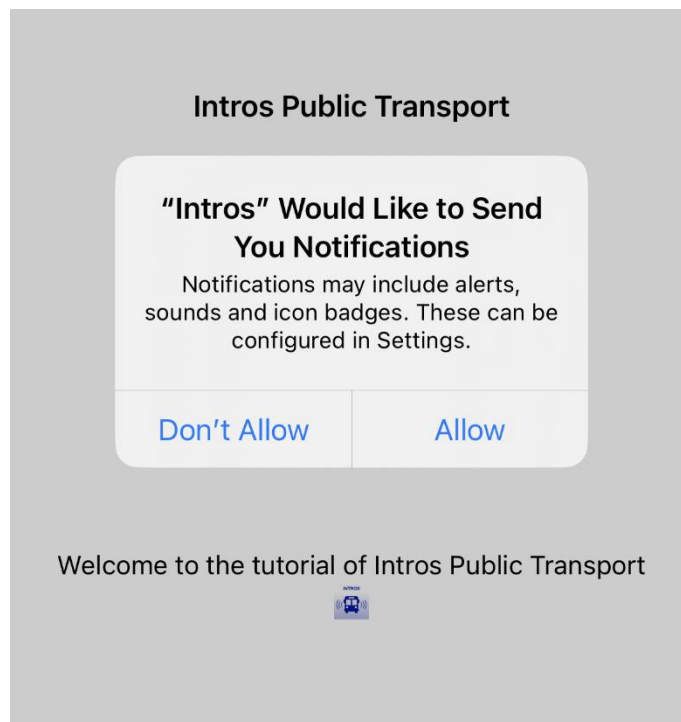 Intros Public Transport
“Intros” Would Like to Send
You Notifications
Notifications may include alerts,
sounds and icon badges. These can be
configured in Settings.
Don’t Allow
Allow
Welcome to the tutorial of Intros Public Transport
INTROS